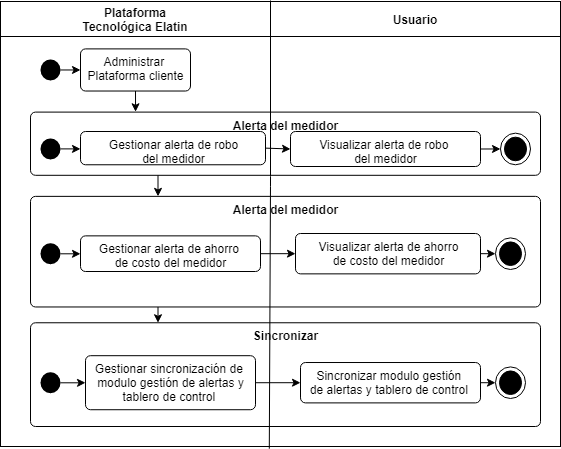 Plataforma
Tecnológica Elatin
Usuario
Administrar
Plataforma cliente
Alerta del medidor
Gestionar alerta de robo
del medidor
Visualizar alerta de robo
del medidor
Alerta del medidor
Gestionar alerta de ahorro
de costo del medidor
Visualizar alerta de ahorro
de costo del medidor
Sincronizar
Gestionar sincronización de
modulo gestión de alertas y
tablero de control
Sincronizar modulo gestión
de alertas y tablero de control